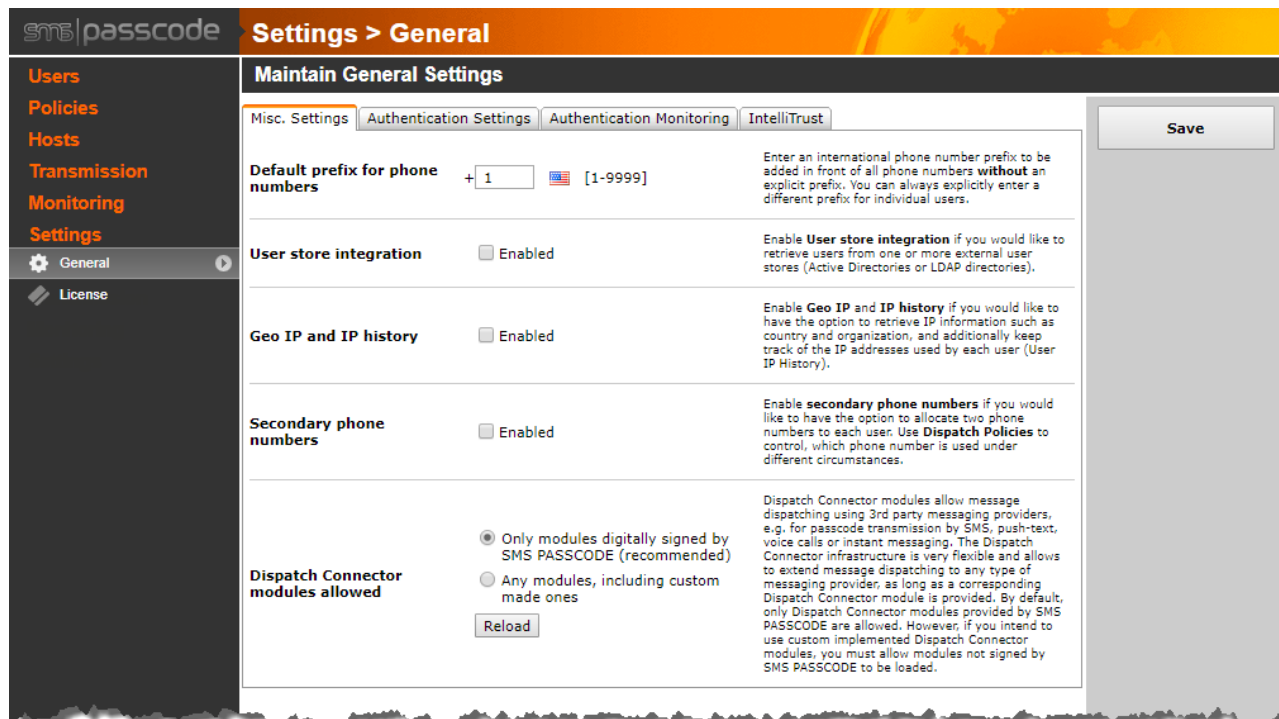 sms|passcode
Settings > General
Users
Policies
Hosts
Transmission
Monitoring
Settings
General
License
Maintain General Settings
Misc. Settings
Authentication Settings
Authentication Monitoring
IntelliTrust
Save
Default prefix for phone
numbers
+ 1 [1-9999]
Enter an international phone number prefix to be
added in front of all phone numbers without an
explicit prefix. You can always explicitly enter a
different prefix for individual users.
User store integration
Enabled
Enable User store integration if you would like to
retrieve users from one or more external user
stores (Active Directories or LDAP directories).
Geo IP and IP history
Enabled
Enable Geo IP and IP history if you would like to
have the option to retrieve IP information such as
country and organization, and additionally keep
track of the IP addresses used by each user (User
IP History).
Secondary phone
numbers
Enabled
Enable secondary phone numbers if you would
like to have the option to allocate two phone
numbers to each user. Use Dispatch Policies to
control, which phone number is used under
different circumstances.
Dispatch Connector
modules allowed
Only modules digitally signed by
SMS PASSCODE (recommended)
Any modules, including custom
made ones
Reload
Dispatch Connector modules allow message
dispatching using 3rd party messaging providers,
e.g. for passcode transmission by SMS, push-text,
voice calls or instant messaging. The Dispatch
Connector infrastructure is very flexible and allows
to extend message dispatching to any type of
messaging provider, as long as a corresponding
Dispatch Connector module is provided. By default,
only Dispatch Connector modules provided by SMS
PASSCODE are allowed. However, if you intend to
use custom implemented Dispatch Connector
modules, you must allow modules not signed by
SMS PASSCODE to be loaded.